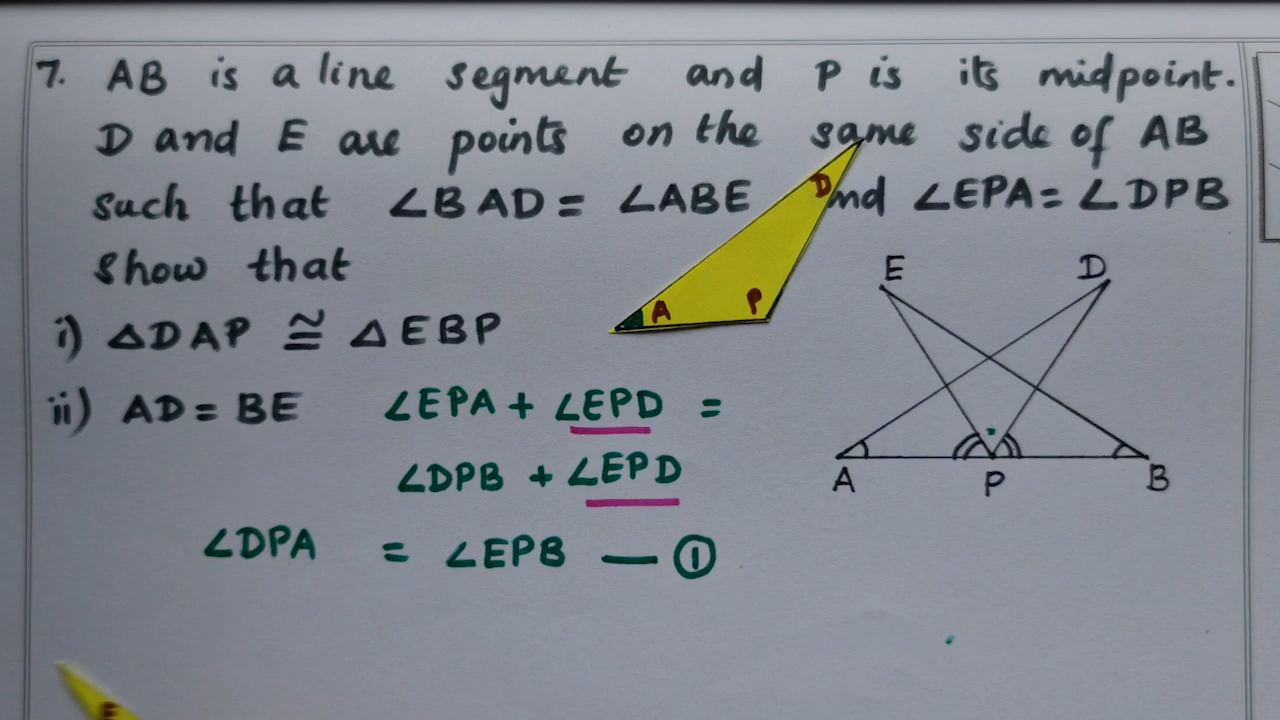 7. AB is a line segment and P is its midpoint.
D and E are points on the same side of AB
such that ∠BAD = ∠ABE and ∠EPA = ∠DPB
show that
i) △DAP ≅ △EBP
ii) AD = BE
∠EPA + ∠EPD =
∠DPB + ∠EPD
∠DPA = ∠EPB — ①
D
A P
E D
A P B